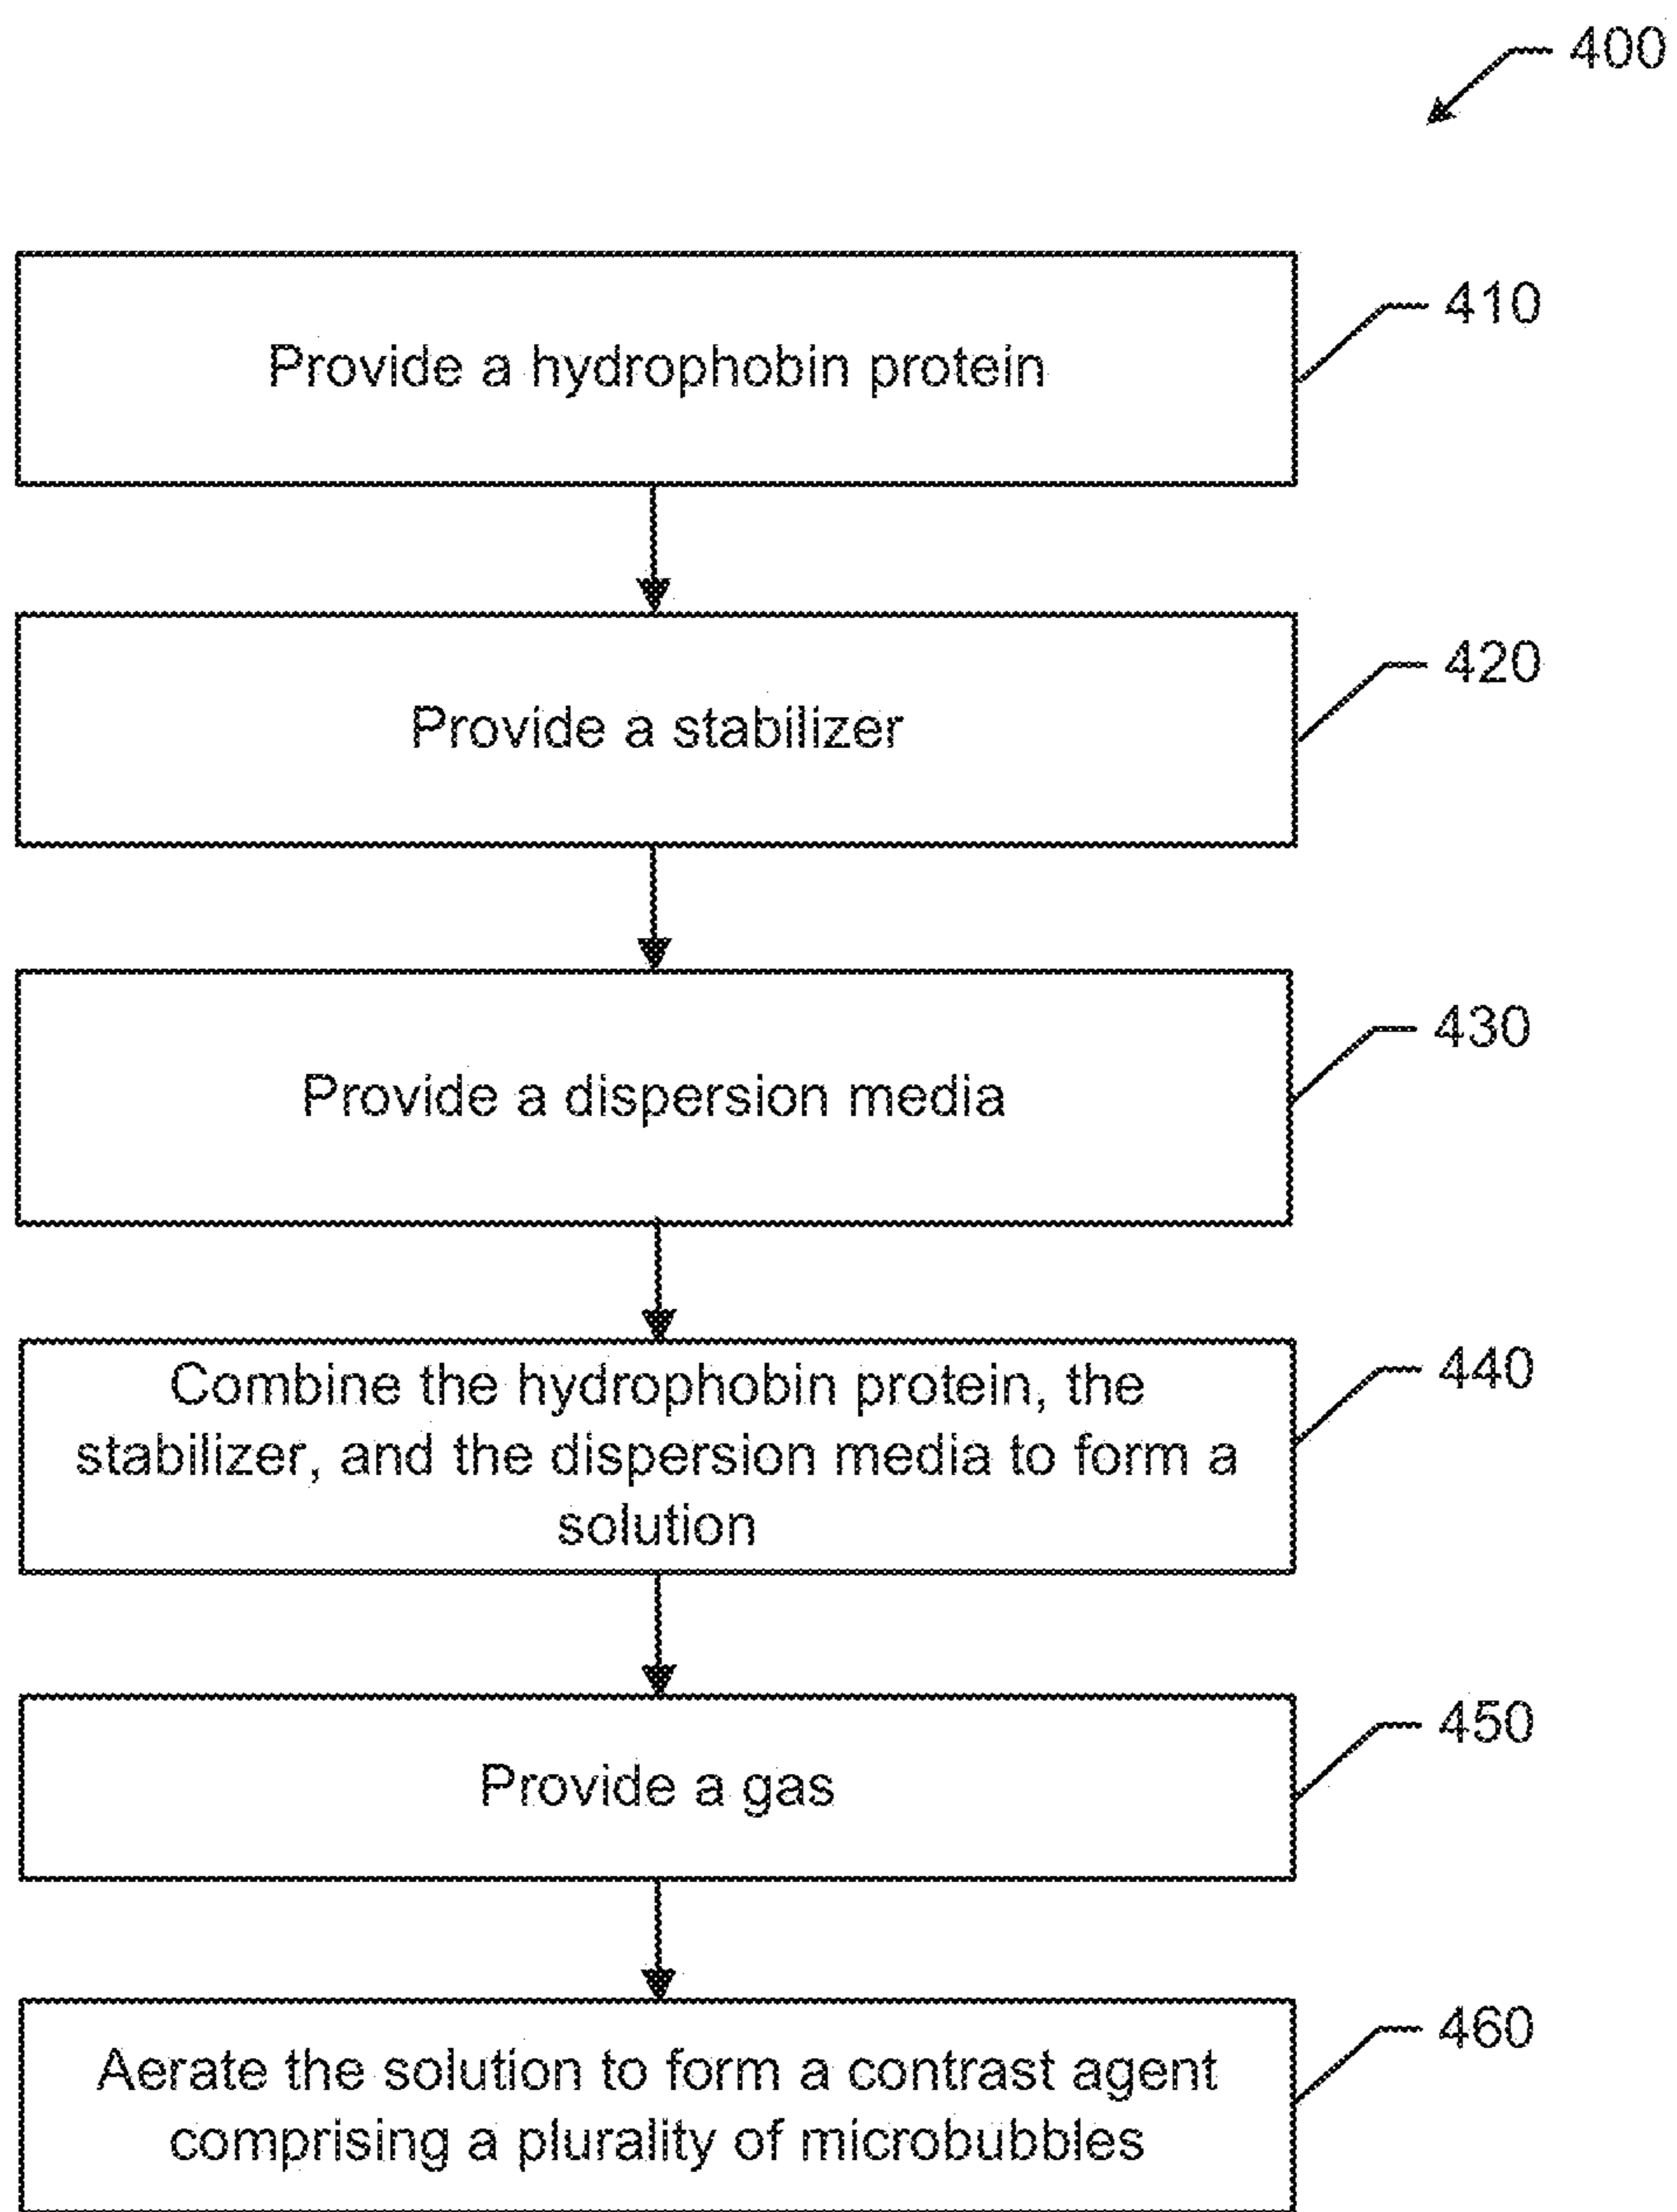 400
Provide a hydrophobin protein
410
Provide a stabilizer
420
Provide a dispersion media
430
Combine the hydrophobin protein, the
stabilizer, and the dispersion media to form a
solution
440
Provide a gas
450
Aerate the solution to form a contrast agent
comprising a plurality of microbubbles
460